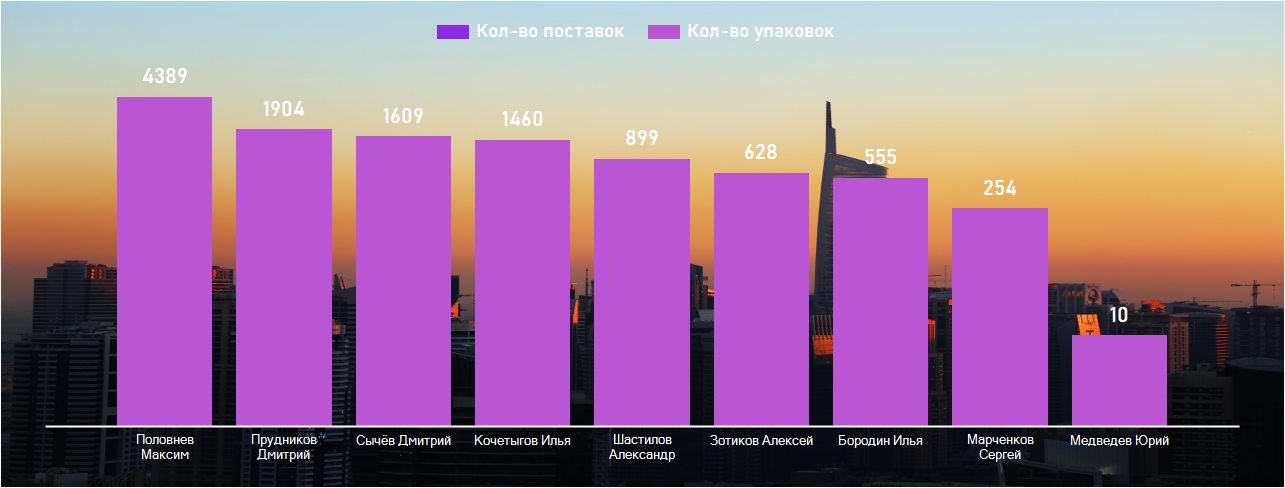 Кол-во поставок Кол-во упаковок
4389
1904
1609
1460
899
628
555
254
10
Половнев
Максим
Прудников
Дмитрий
Сычёв Дмитрий
Кочетыгов Илья
Шастилов
Александр
Зотиков Алексей
Бородин Илья
Марченков
Сергей
Медведев Юрий